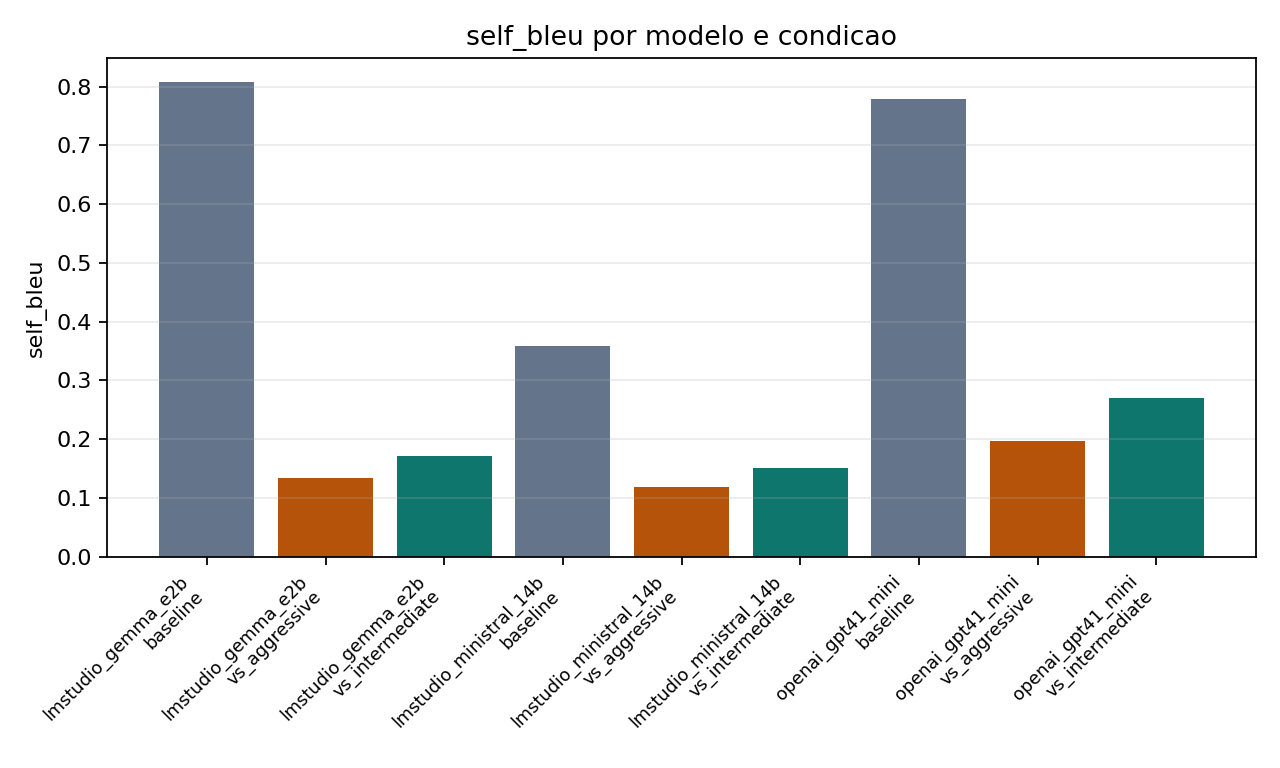 self_bleu por modelo e condicao
self_bleu
0.8
0.7
0.6
0.5
0.4
0.3
0.2
0.1
0.0
lmstudio_gemma_e2b
baseline
lmstudio_gemma_e2b
vs_aggressive
lmstudio_gemma_e2b
vs_intermediate
lmstudio_ministral_14b
baseline
lmstudio_ministral_14b
vs_aggressive
lmstudio_ministral_14b
vs_intermediate
openai_gpt41_mini
baseline
openai_gpt41_mini
vs_aggressive
openai_gpt41_mini
vs_intermediate